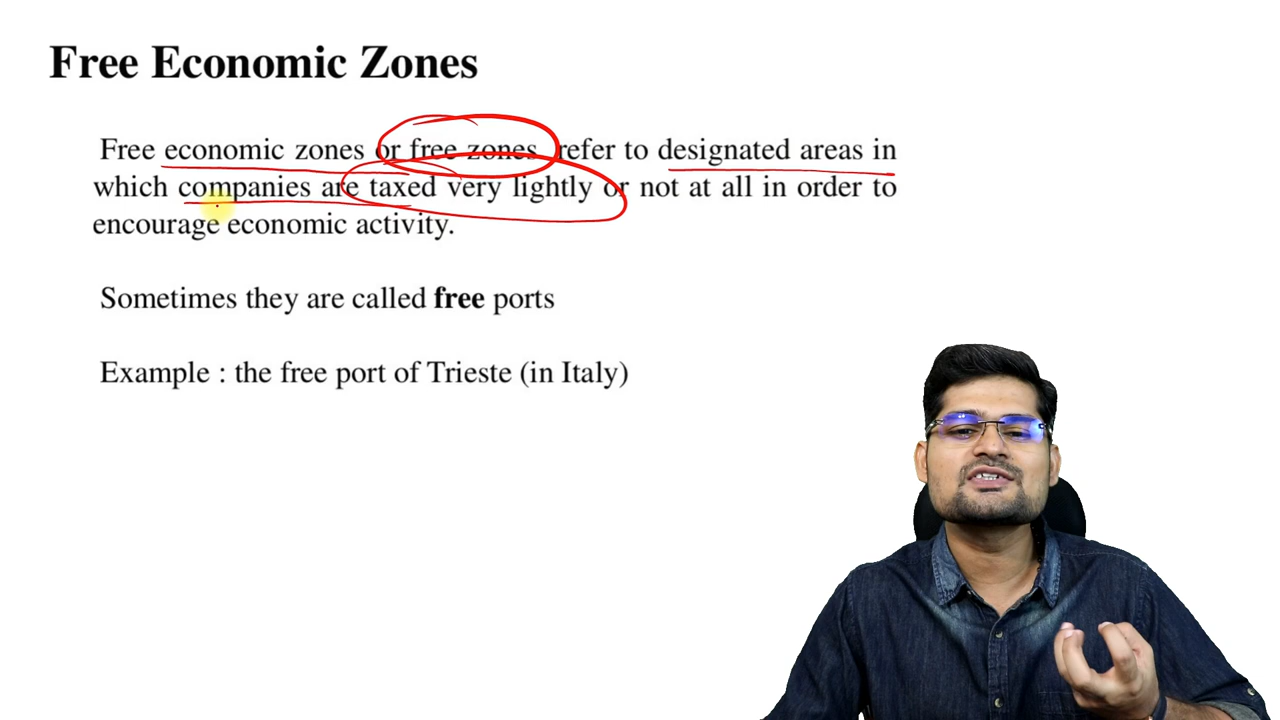 Free Economic Zones
Free economic zones or free zones refer to designated areas in
which companies are taxed very lightly or not at all in order to
encourage economic activity.
Sometimes they are called free ports
Example : the free port of Trieste (in Italy)